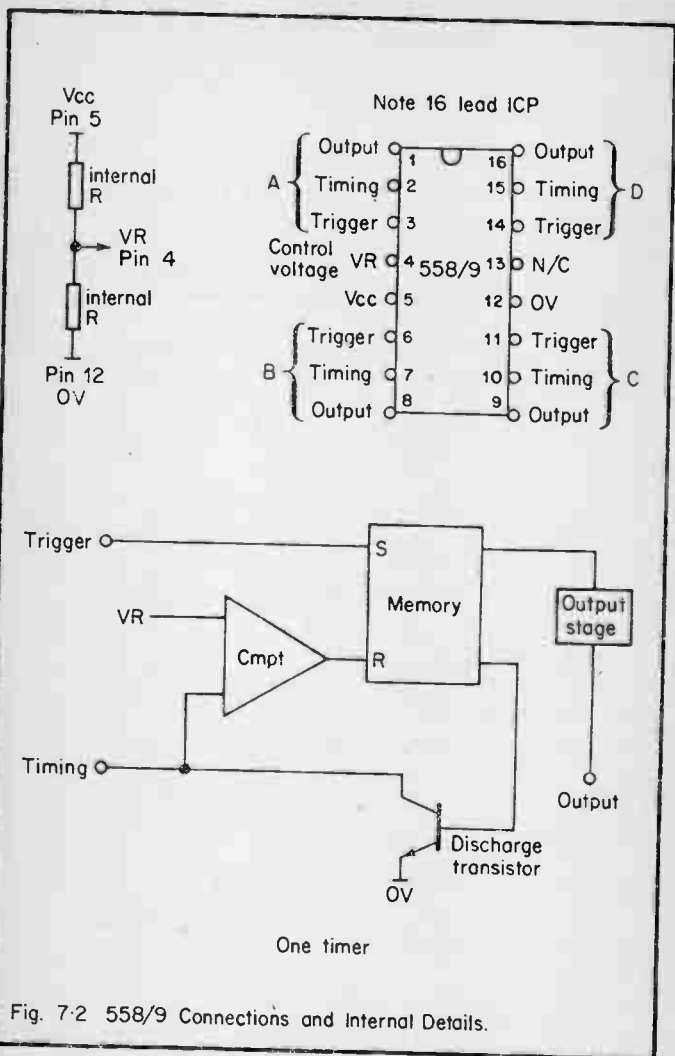 Vcc
Pin 5
internal
R
VR
Pin 4
internal
R
Pin 12
OV
Note 16 lead ICP
A
Output
1
Timing
2
Trigger
3
Control
voltage
VR
4
Vcc
5
B
Trigger
6
Timing
7
Output
8
558/9
16
Output
15
Timing
D
14
Trigger
13
N/C
12
OV
11
Trigger
10
Timing
C
9
Output
Trigger
S
Memory
VR
Cmpt
R
Output
stage
Timing
Output
Discharge
transistor
OV
One timer
Fig. 7·2 558/9 Connections and Internal Details.